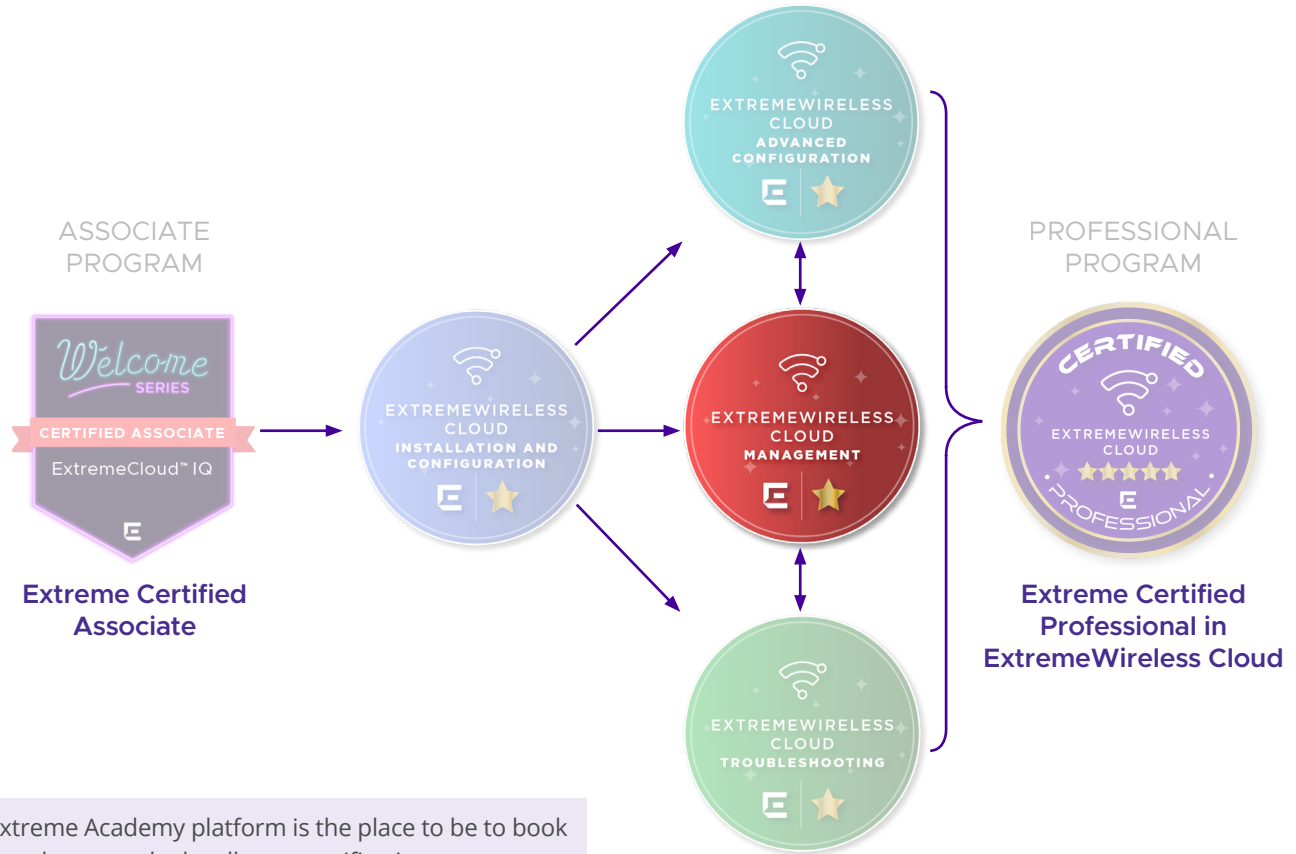 ASSOCIATE
PROGRAM
Welcome
SERIES
CERTIFIED ASSOCIATE
ExtremeCloud™ IQ
E
Extreme Certified
Associate
EXTREMEWIRELESS
CLOUD
INSTALLATION AND
CONFIGURATION
E
EXTREMEWIRELESS
CLOUD
ADVANCED
CONFIGURATION
E
EXTREMEWIRELESS
CLOUD
MANAGEMENT
E
EXTREMEWIRELESS
CLOUD
TROUBLESHOOTING
E
PROFESSIONAL
PROGRAM
CERTIFIED
EXTREMEWIRELESS
CLOUD
E
PROFESSIONAL
Extreme Certified
Professional in
ExtremeWireless Cloud
xtreme Academy platform is the place to be to book